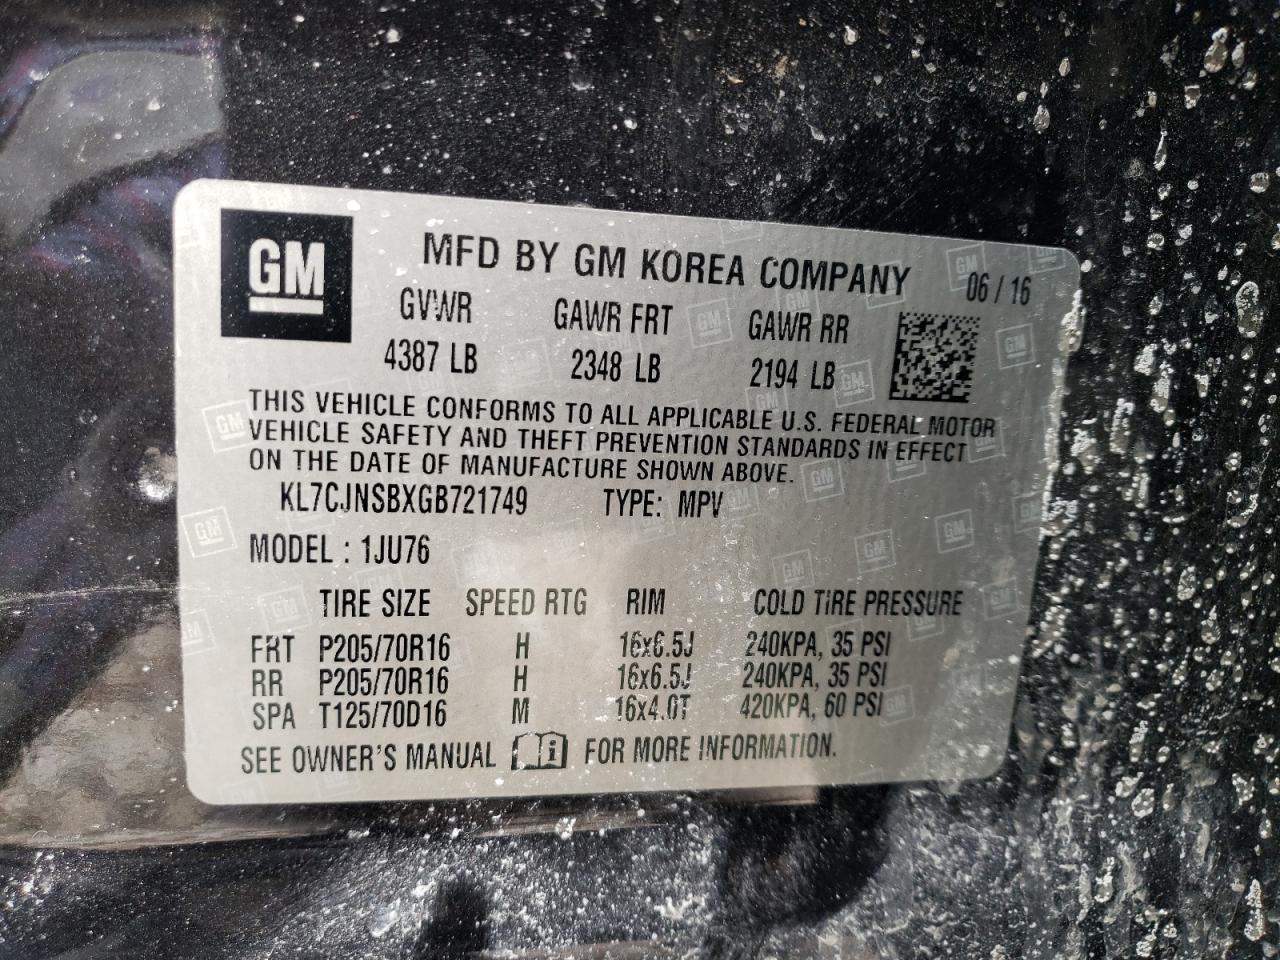 GM
MFD BY GM KOREA COMPANY 06 / 16
GVWR GAWR FRT GAWR RR
4387 LB 2348 LB 2194 LB
THIS VEHICLE CONFORMS TO ALL APPLICABLE U.S. FEDERAL MOTOR
VEHICLE SAFETY AND THEFT PREVENTION STANDARDS IN EFFECT
ON THE DATE OF MANUFACTURE SHOWN ABOVE.
KL7CJNSBXGB721749 TYPE: MPV
MODEL : 1JU76
TIRE SIZE SPEED RTG RIM COLD TIRE PRESSURE
FRT P205/70R16 H 16x6.5J 240KPA, 35 PSI
RR P205/70R16 H 16x6.5J 240KPA, 35 PSI
SPA T125/70D16 M 16x4.0T 420KPA, 60 PSI
SEE OWNER'S MANUAL i FOR MORE INFORMATION.